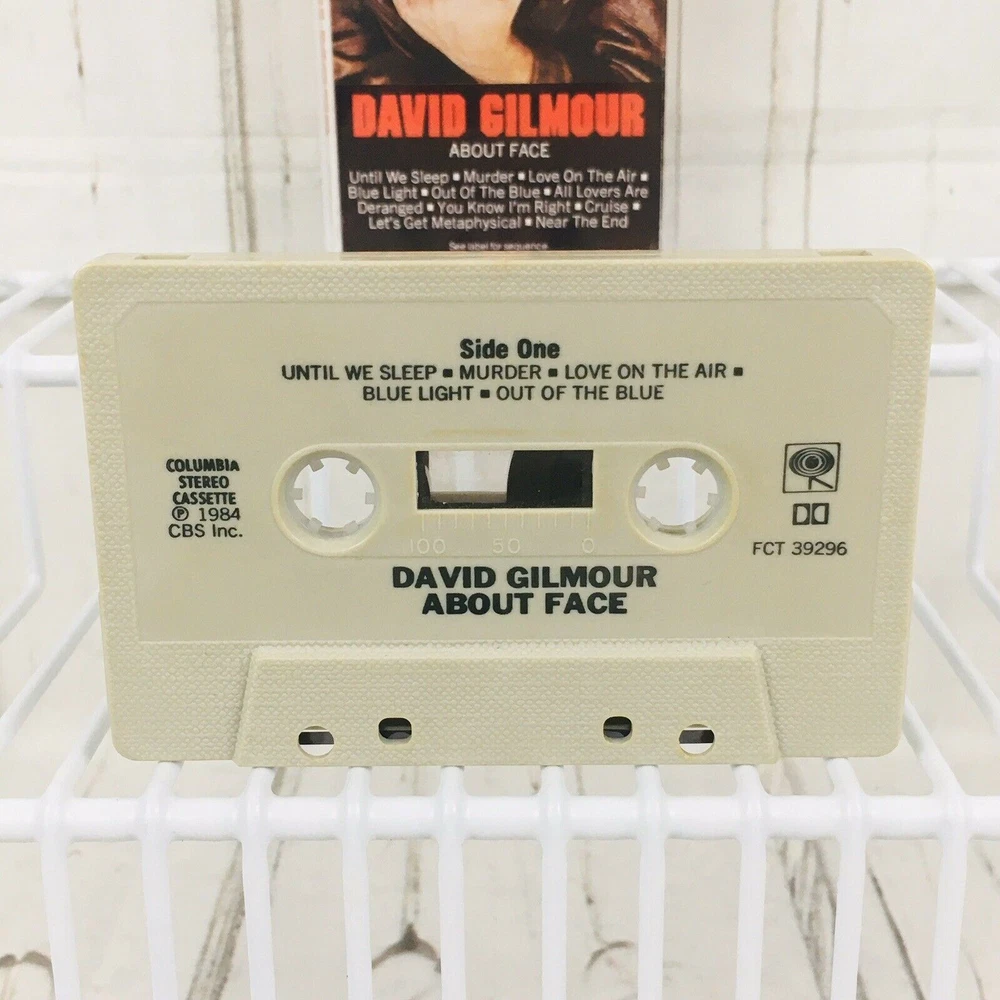 DAVID GILMOUR
ABOUT FACE
Until We Sleep ▪ Murder ▪ Love On The Air ▪
Blue Light ▪ Out Of The Blue ▪ All Lovers Are
Deranged ▪ You Know I'm Right ▪ Cruise ▪
Let's Get Metaphysical ▪ Near The End
See label for sequence
Side One
UNTIL WE SLEEP ▪ MURDER ▪ LOVE ON THE AIR ▪
BLUE LIGHT ▪ OUT OF THE BLUE
COLUMBIA
STEREO
CASSETTE
℗ 1984
CBS Inc.
100 50 0
FCT 39296
DAVID GILMOUR
ABOUT FACE